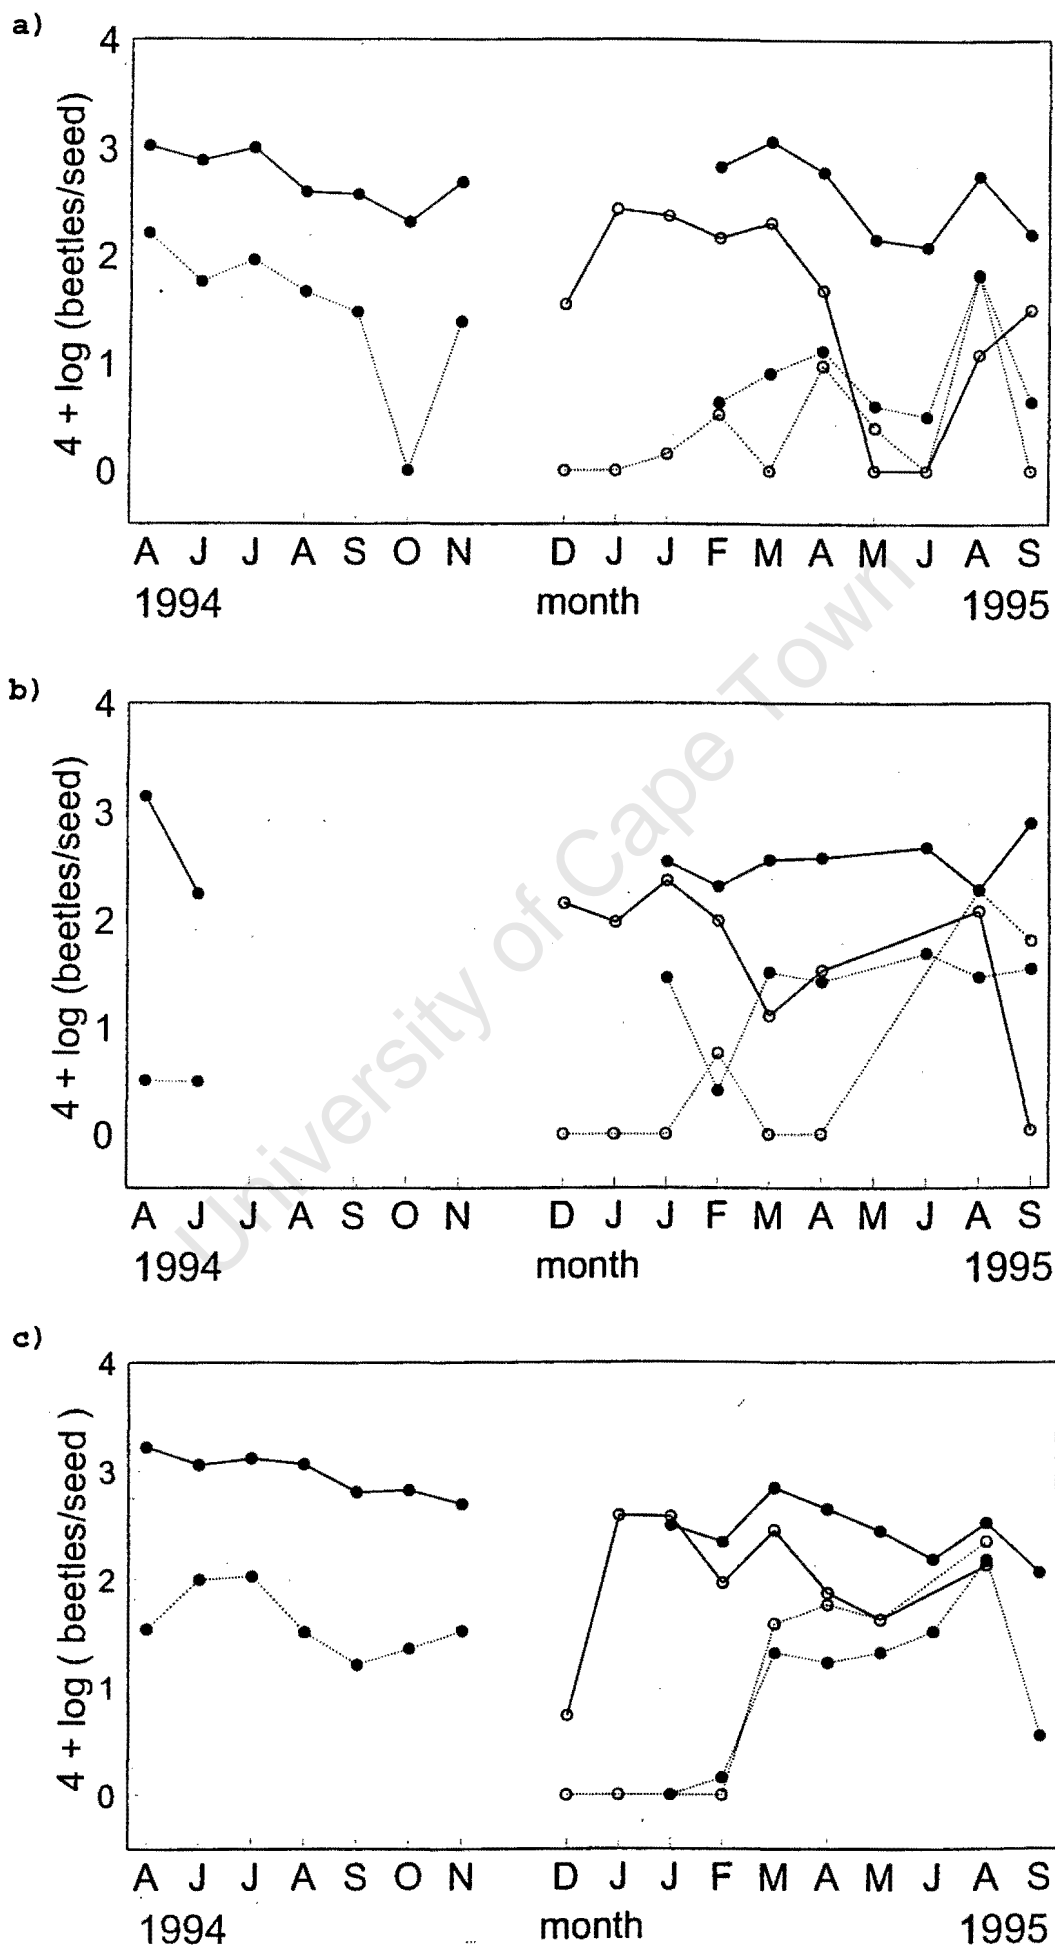 a)
4
3
2
1
0
4 + log (beetles/seed)
A J J A S O N D J J F M A M J A S
1994 month 1995
b)
4
3
2
1
0
4 + log (beetles/seed)
A J J A S O N D J J F M A M J A S
1994 month 1995
c)
4
3
2
1
0
4 + log ( beetles/seed )
A J J A S O N D J J F M A M J A S
1994 month 1995
University of Cape Town